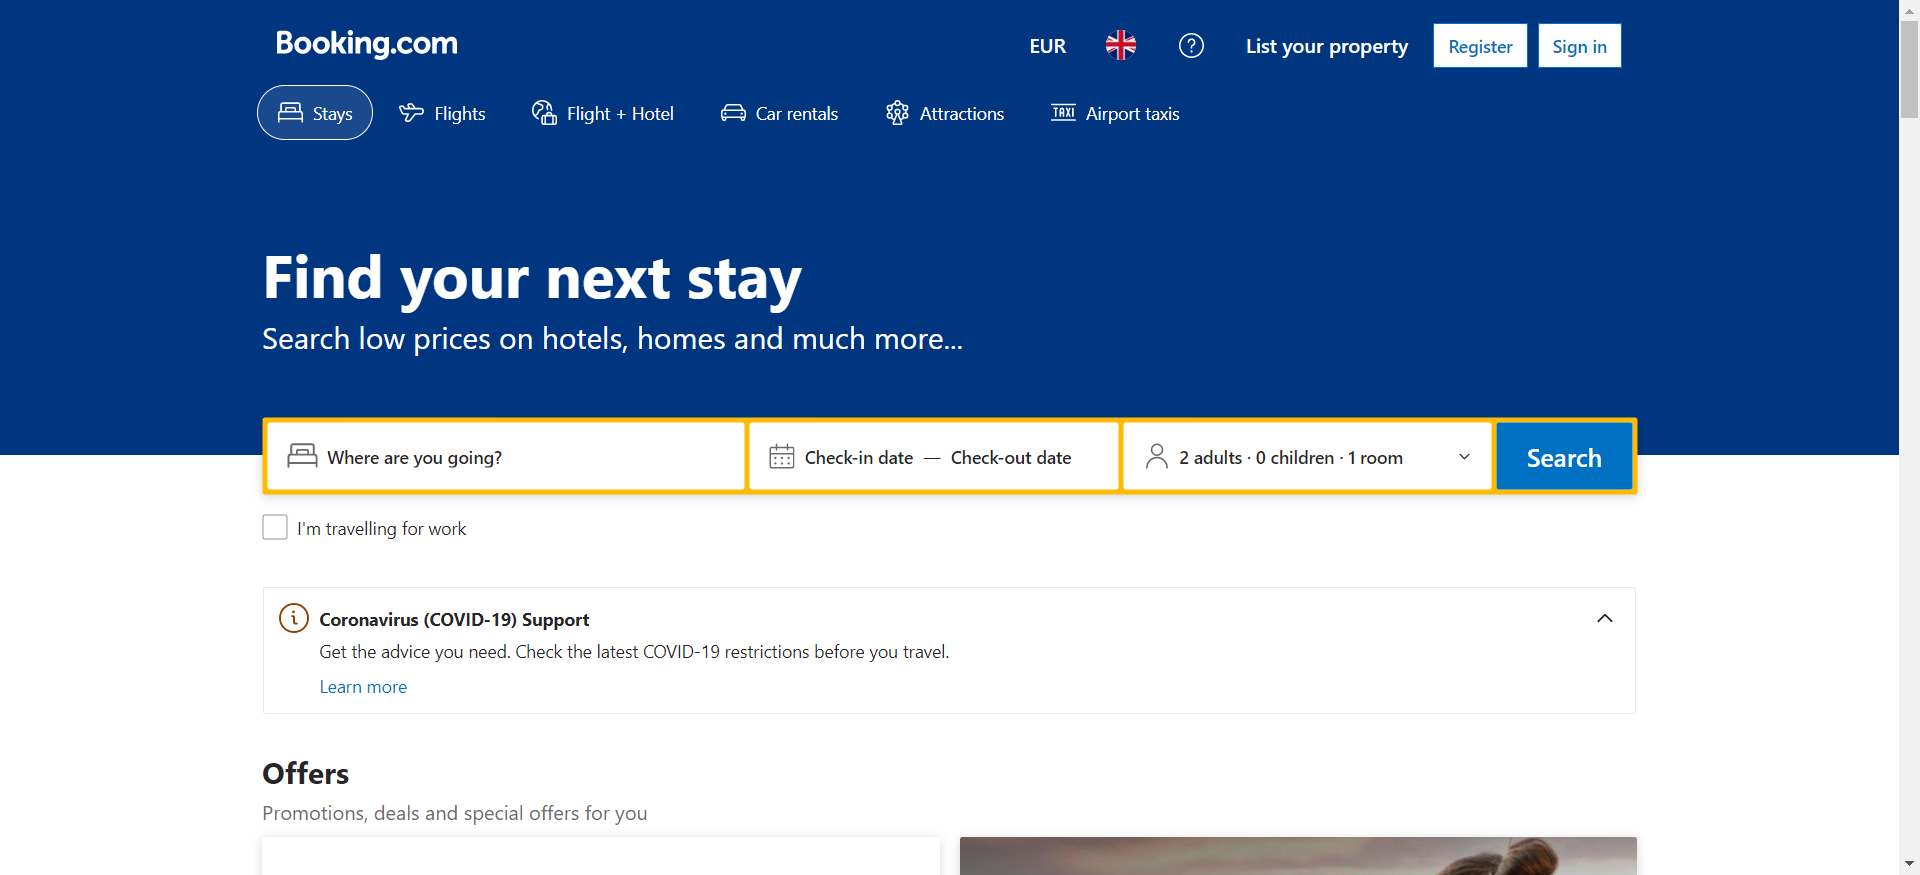 Booking.com
EUR
List your property
Register
Sign in
Stays
Flights
Flight + Hotel
Car rentals
Attractions
TAXI
Airport taxis
Find your next stay
Search low prices on hotels, homes and much more...
Where are you going?
Check-in date — Check-out date
2 adults · 0 children · 1 room
Search
I'm travelling for work
Coronavirus (COVID-19) Support
Get the advice you need. Check the latest COVID-19 restrictions before you travel.
Learn more
Offers
Promotions, deals and special offers for you